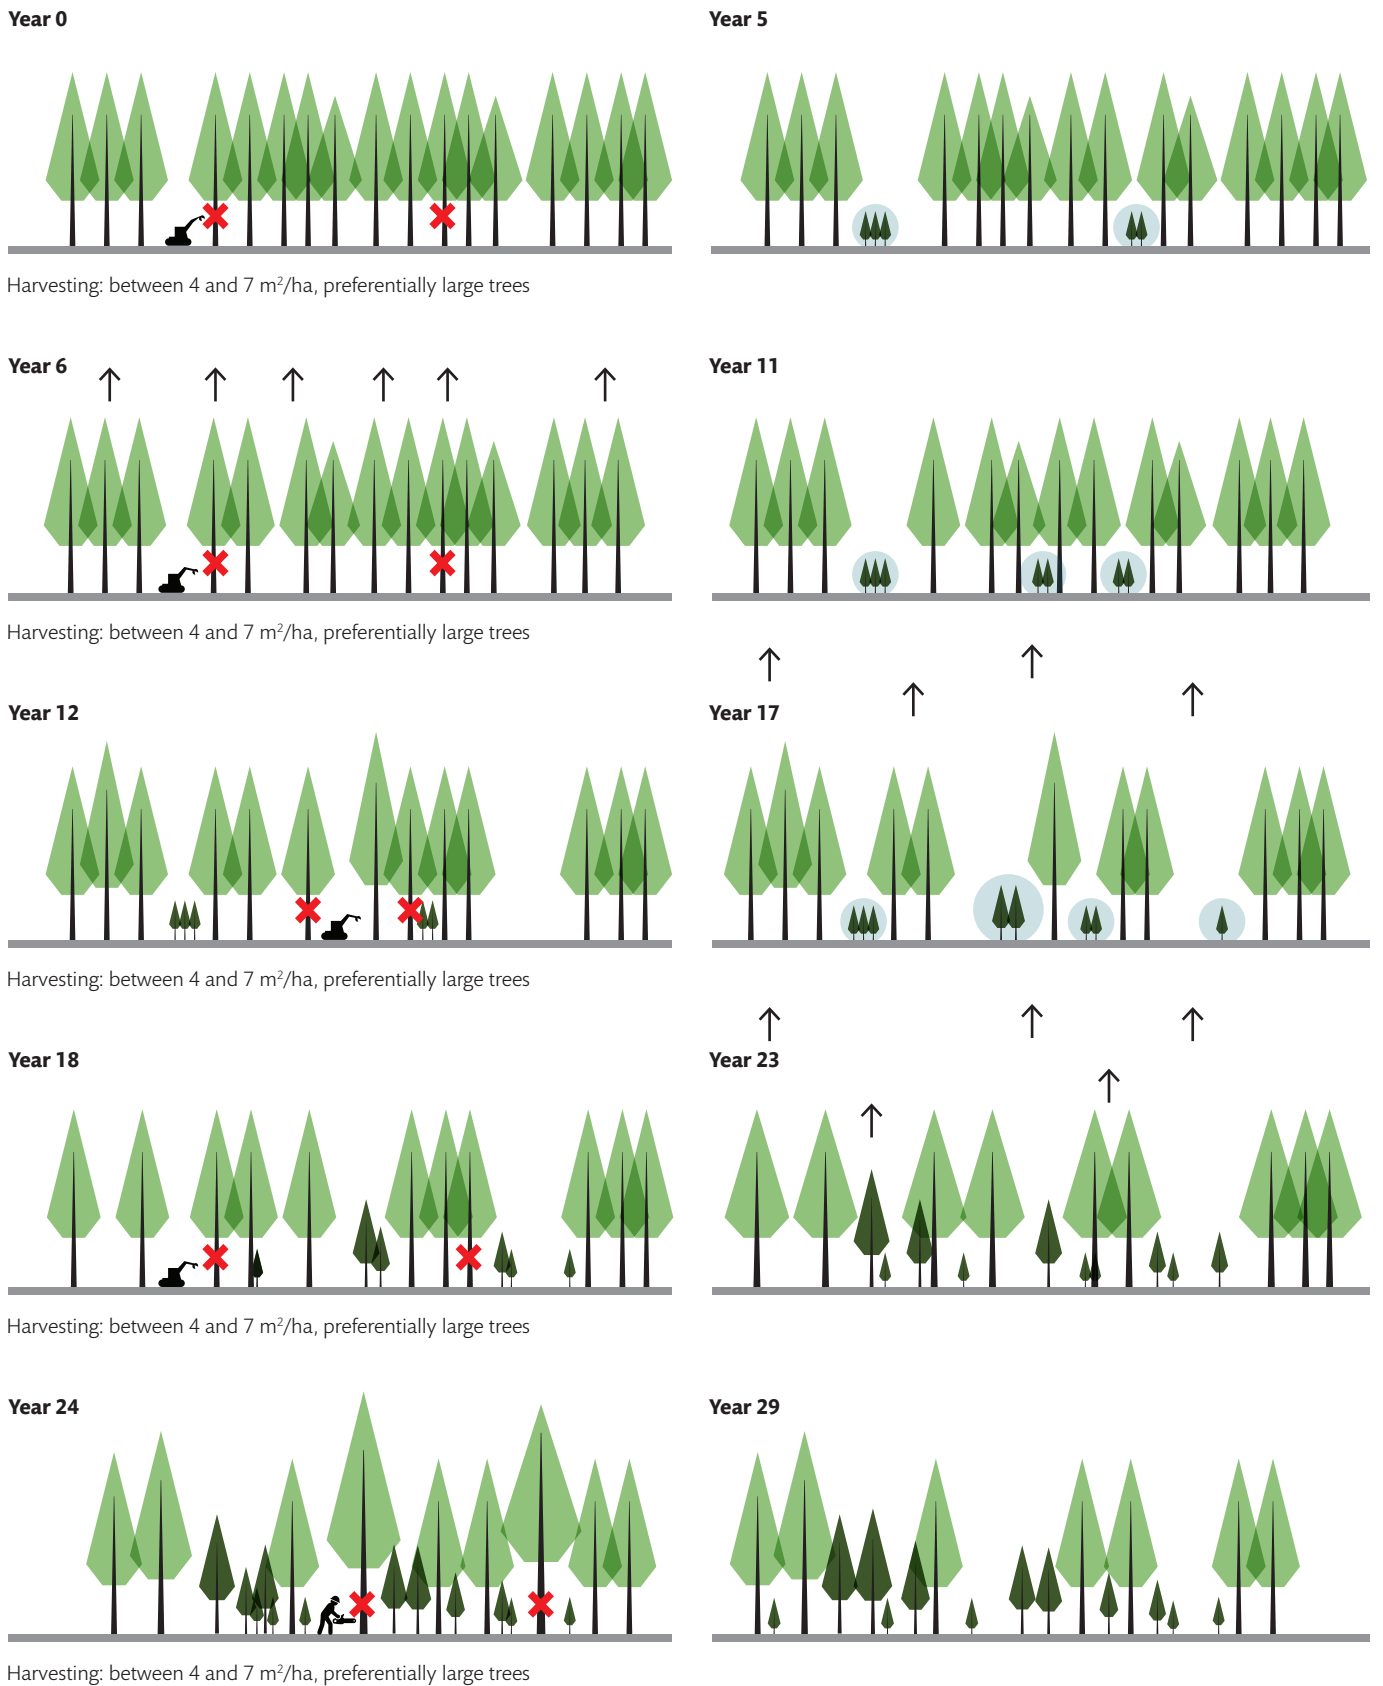 Year 0
Year 5
Harvesting: between 4 and 7 m²/ha, preferentially large trees
Year 6
Year 11
Harvesting: between 4 and 7 m²/ha, preferentially large trees
Year 12
Year 17
Harvesting: between 4 and 7 m²/ha, preferentially large trees
Year 18
Year 23
Harvesting: between 4 and 7 m²/ha, preferentially large trees
Year 24
Year 29
Harvesting: between 4 and 7 m²/ha, preferentially large trees